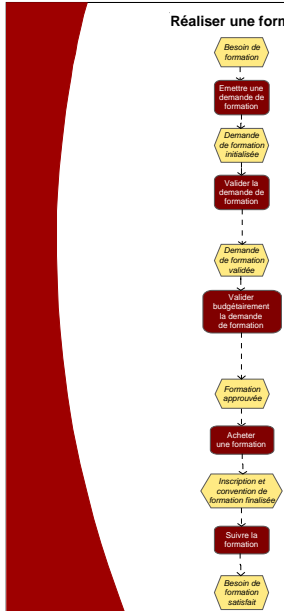 Réaliser une form
Besoin de
formation
Emettre une
demande de
formation
Demande
de formation
initialisée
Valider la
demande de
formation
Demande
de formation
validée
Valider
budgétairement
la demande
de formation
Formation
approuvée
Acheter
une formation
Inscription et
convention de
formation finalisée
Suivre la
formation
Besoin de
formation
satisfait